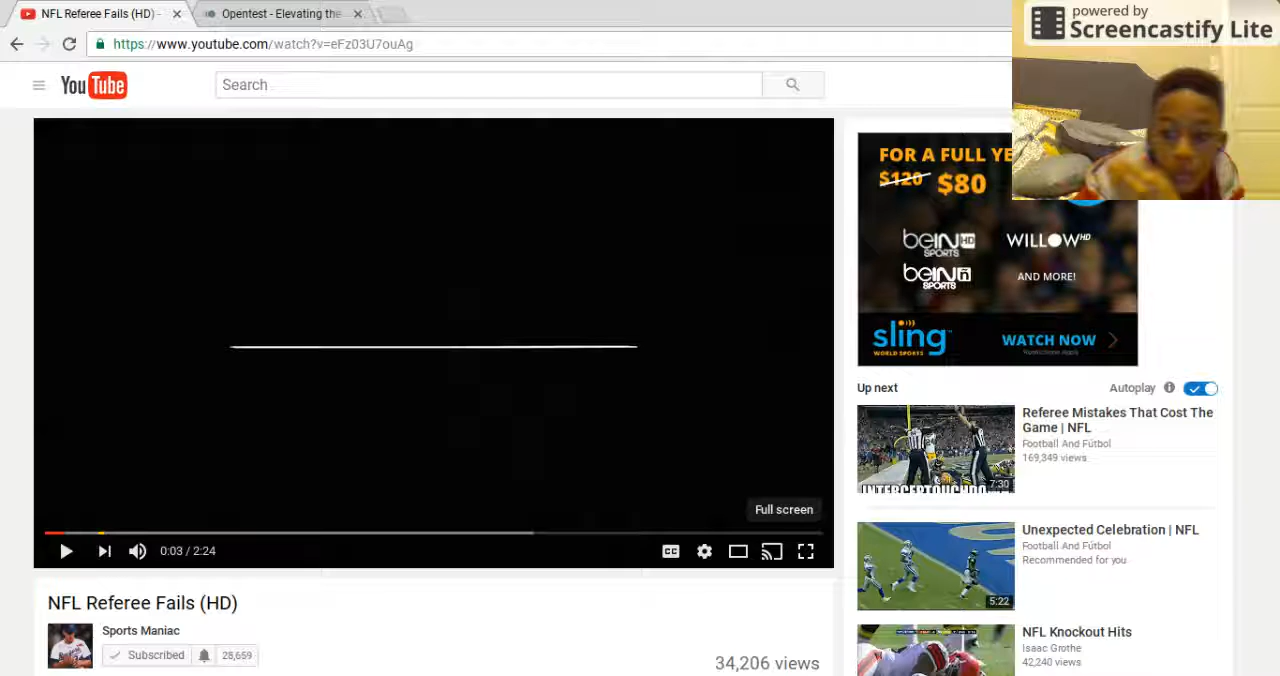 NFL Referee Fails (HD) -
Opentest - Elevating the
powered by
Screencastify Lite
https://www.youtube.com/watch?v=eFz03U7ouAg
YouTube
Search
FOR A FULL YE
$120 $80
beIN HD SPORTS
WILLOW HD
beIN ñ SPORTS
AND MORE!
sling
WORLD SPORTS
WATCH NOW
Up next
Autoplay
Referee Mistakes That Cost The
Game | NFL
Football And Fútbol
169,349 views
7:30
Full screen
0:03 / 2:24
CC
Unexpected Celebration | NFL
Football And Fútbol
Recommended for you
5:22
NFL Referee Fails (HD)
Sports Maniac
Subscribed 28,659
34,206 views
NFL Knockout Hits
Isaac Grothe
42,240 views